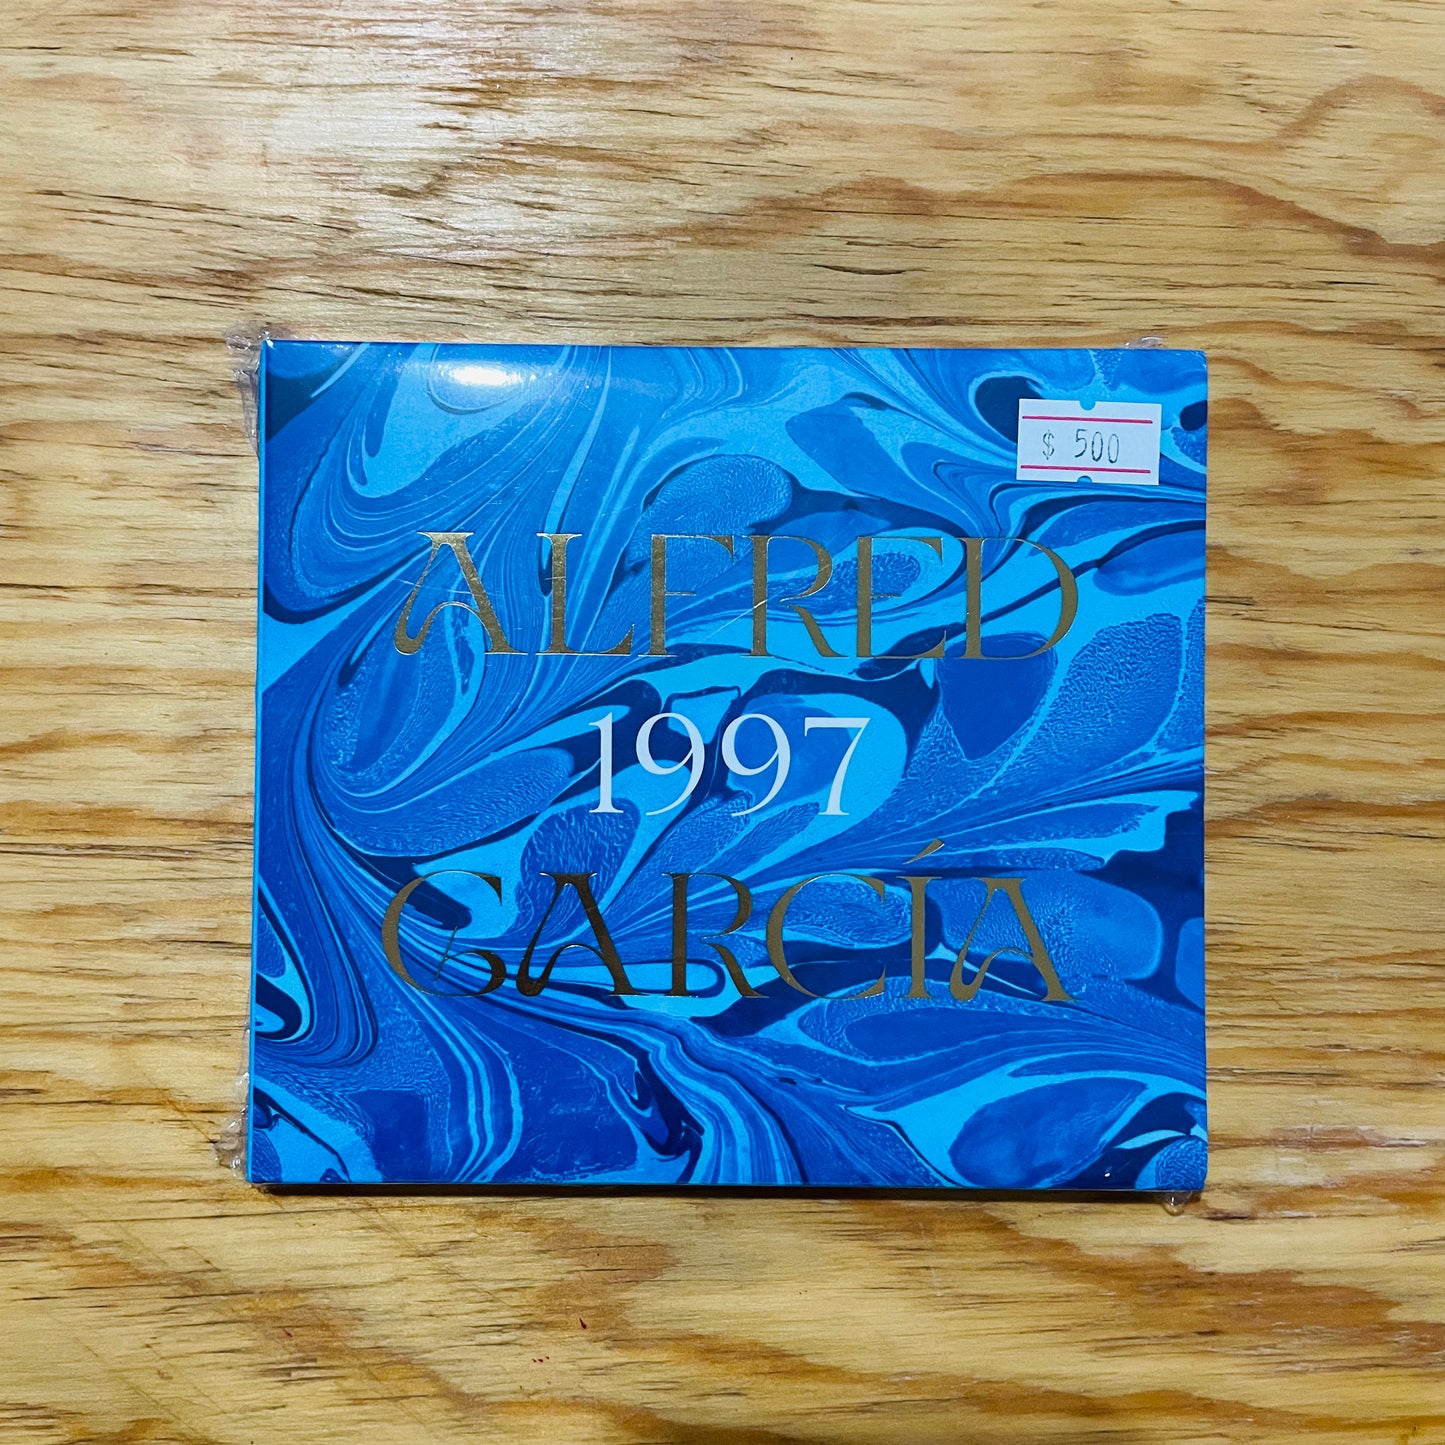 $ 500
ALFRED
1997
GARCÍA